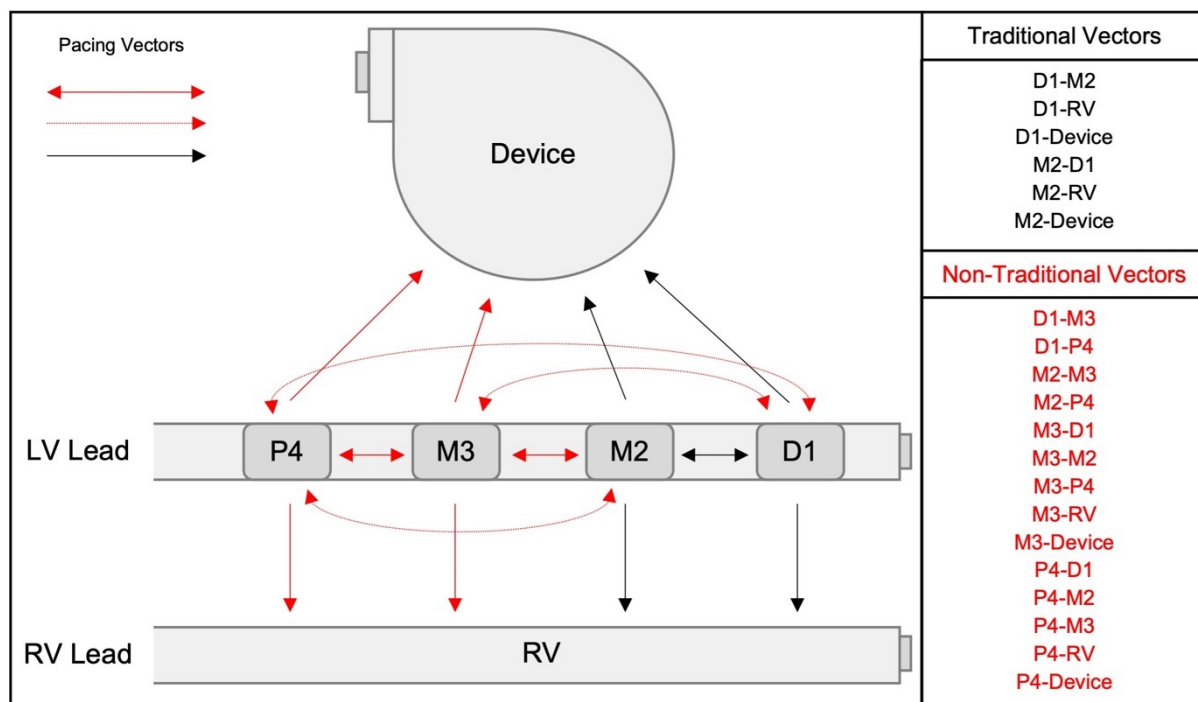 Pacing Vectors
Device
LV Lead
P4
M3
M2
D1
RV Lead
RV
Traditional Vectors
D1-M2
D1-RV
D1-Device
M2-D1
M2-RV
M2-Device
Non-Traditional Vectors
D1-M3
D1-P4
M2-M3
M2-P4
M3-D1
M3-M2
M3-P4
M3-RV
M3-Device
P4-D1
P4-M2
P4-M3
P4-RV
P4-Device